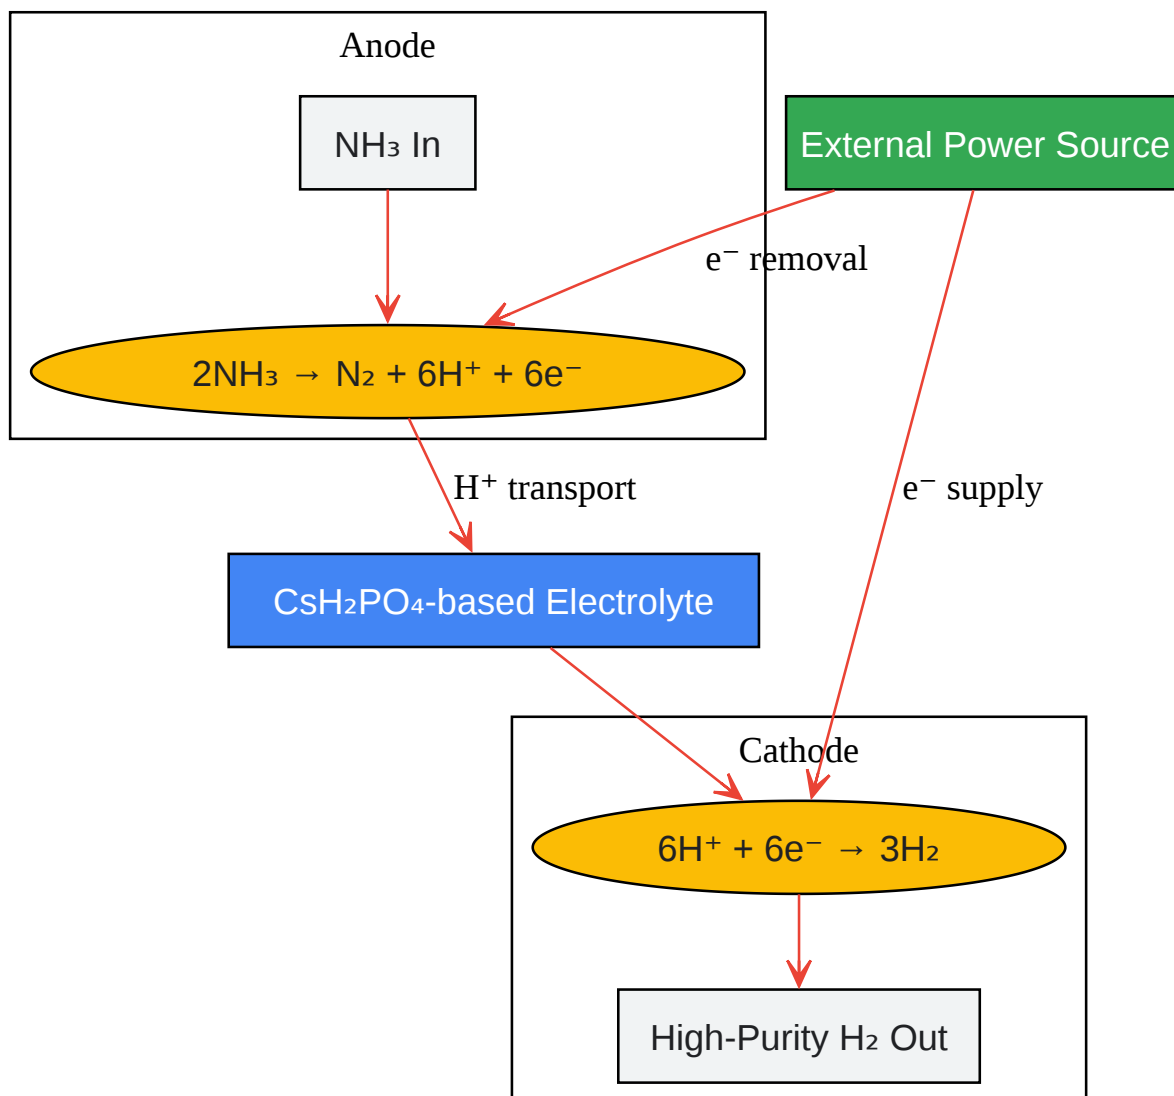 Anode
NH₃ In
External Power Source
e⁻ removal
2NH₃ → N₂ + 6H⁺ + 6e⁻
H⁺ transport
e⁻ supply
CsH₂PO₄-based Electrolyte
Cathode
6H⁺ + 6e⁻ → 3H₂
High-Purity H₂ Out